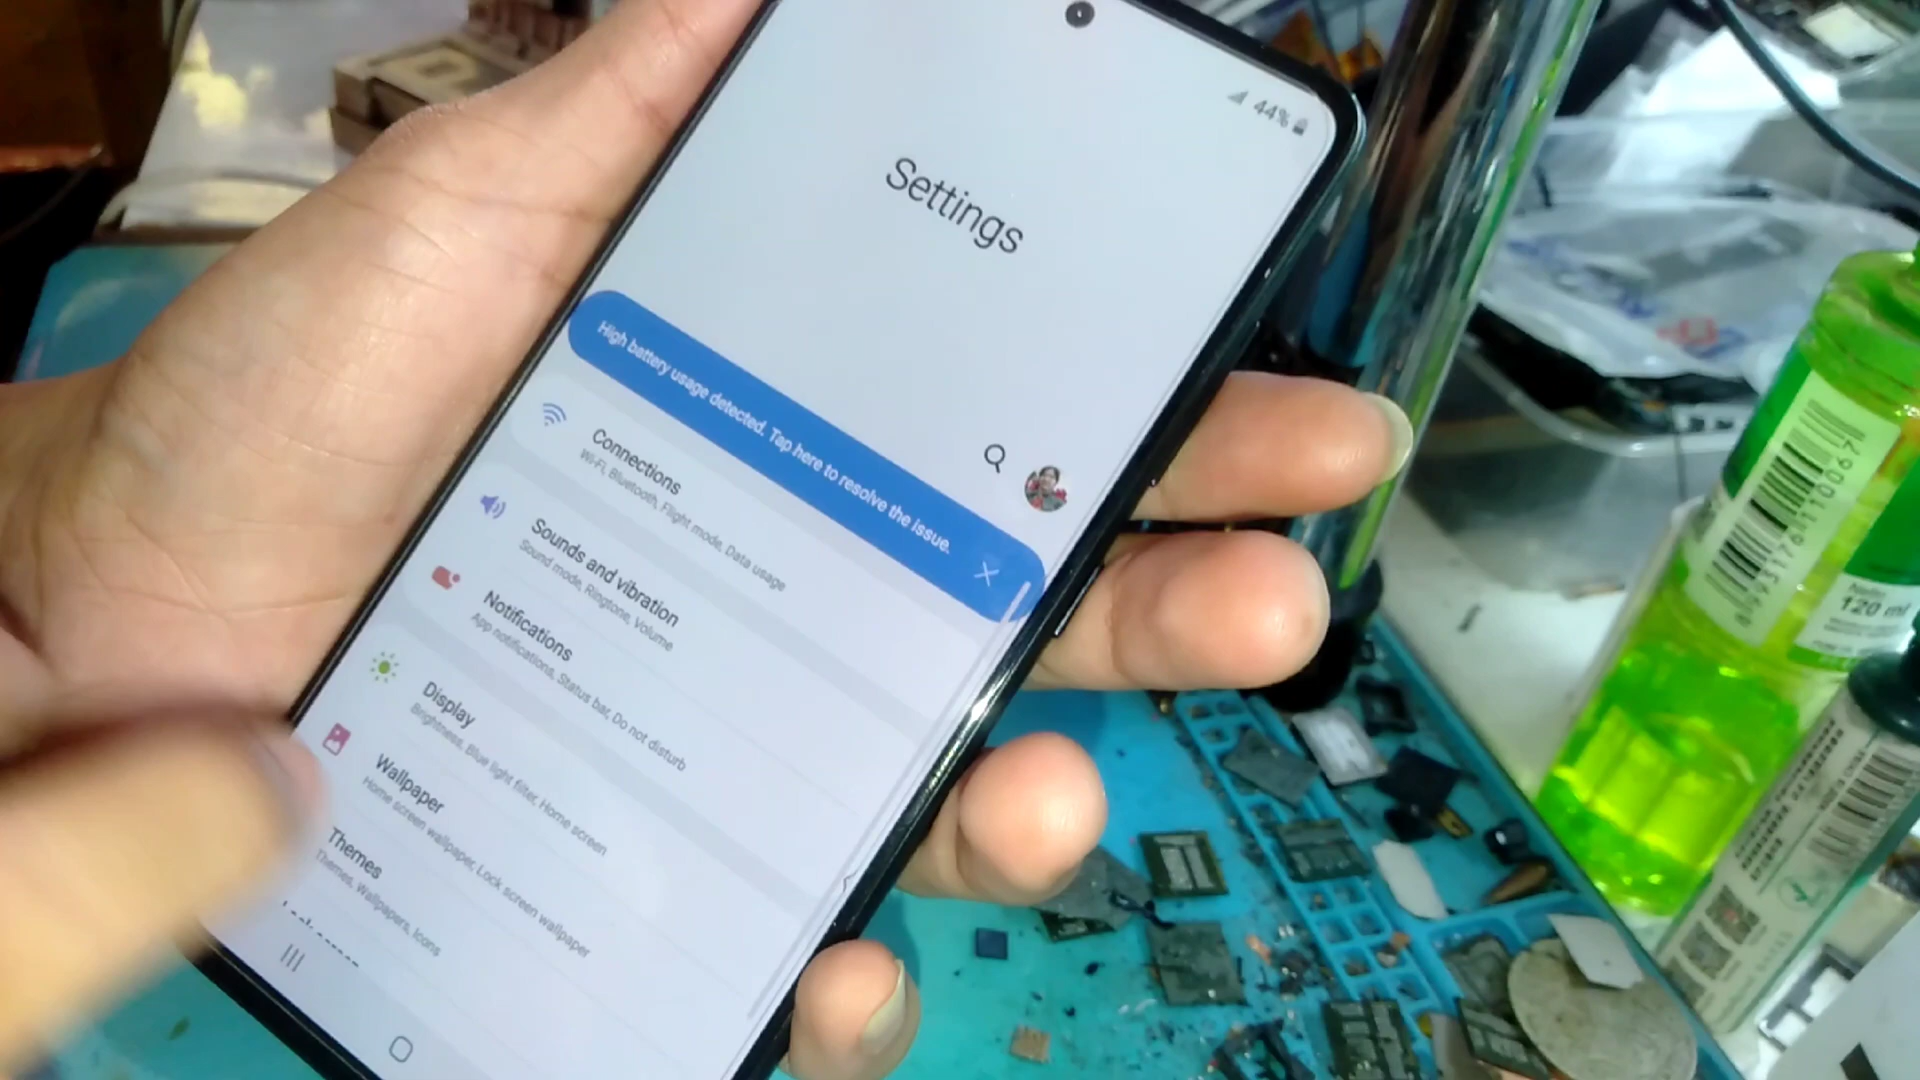 44%
Settings
High battery usage detected. Tap here to resolve the issue.
Connections
Wi-Fi, Bluetooth, Flight mode, Data usage
Sounds and vibration
Sound mode, Ringtone, Volume
Notifications
App notifications, Status bar, Do not disturb
Display
Brightness, Blue light filter, Home screen
Wallpaper
Home screen wallpaper, Lock screen wallpaper
Themes
Themes, Wallpapers, Icons
120 ml